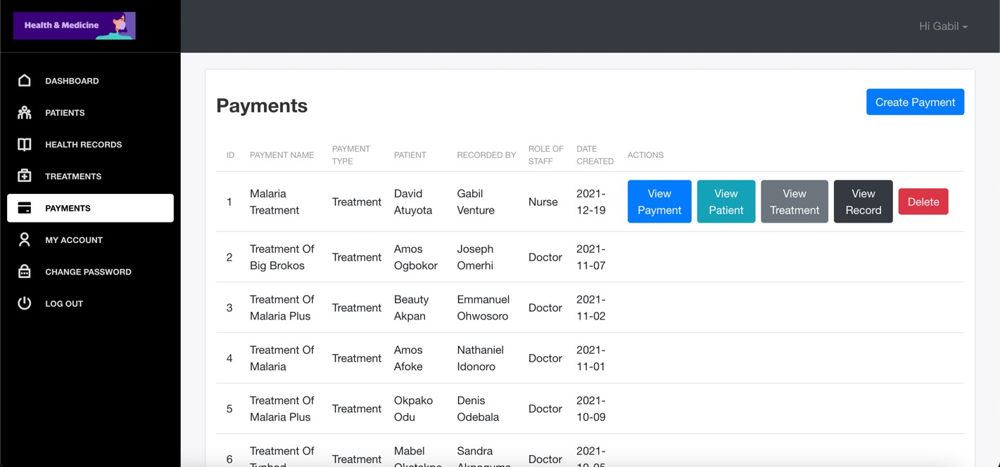 Health & Medicine
Hi Gabil
DASHBOARD
PATIENTS
HEALTH RECORDS
TREATMENTS
PAYMENTS
MY ACCOUNT
CHANGE PASSWORD
LOG OUT
Payments
Create Payment
ID PAYMENT NAME PAYMENT TYPE PATIENT RECORDED BY ROLE OF STAFF DATE CREATED ACTIONS
1 Malaria Treatment Treatment David Atuyota Gabil Venture Nurse 2021-12-19 View Payment View Patient View Treatment View Record Delete
2 Treatment Of Big Brokos Treatment Amos Ogbokor Joseph Omerhi Doctor 2021-11-07
3 Treatment Of Malaria Plus Treatment Beauty Akpan Emmanuel Ohwosoro Doctor 2021-11-02
4 Treatment Of Malaria Treatment Amos Afoke Nathaniel Idonoro Doctor 2021-11-01
5 Treatment Of Malaria Plus Treatment Okpako Odu Denis Odebala Doctor 2021-10-09
6 Treatment Of Treatment Mabel Sandra Doctor 2021-